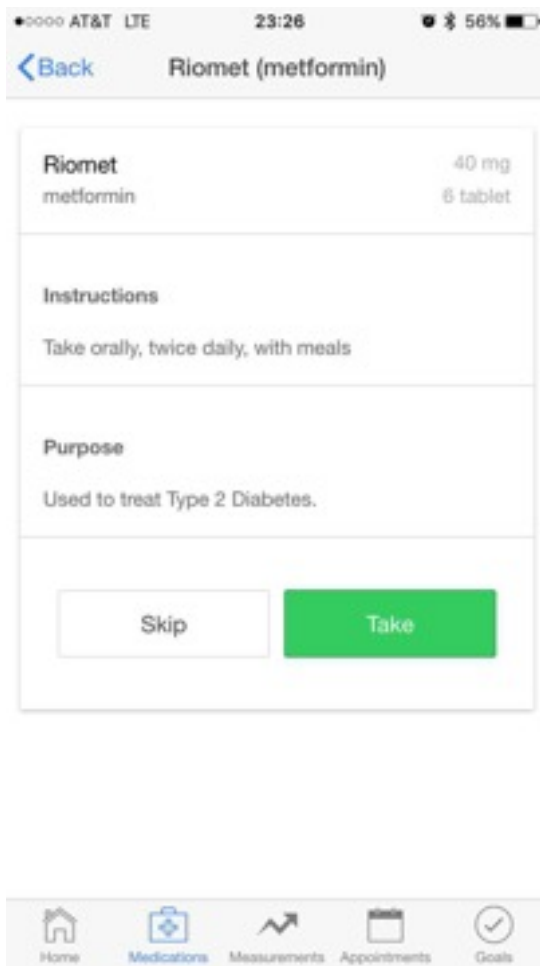 AT&T LTE 23:26 56%
Back Riomet (metformin)
Riomet 40 mg
metformin 6 tablet
Instructions
Take orally, twice daily, with meals
Purpose
Used to treat Type 2 Diabetes.
Skip Take
Home Medications Measurements Appointments Goals